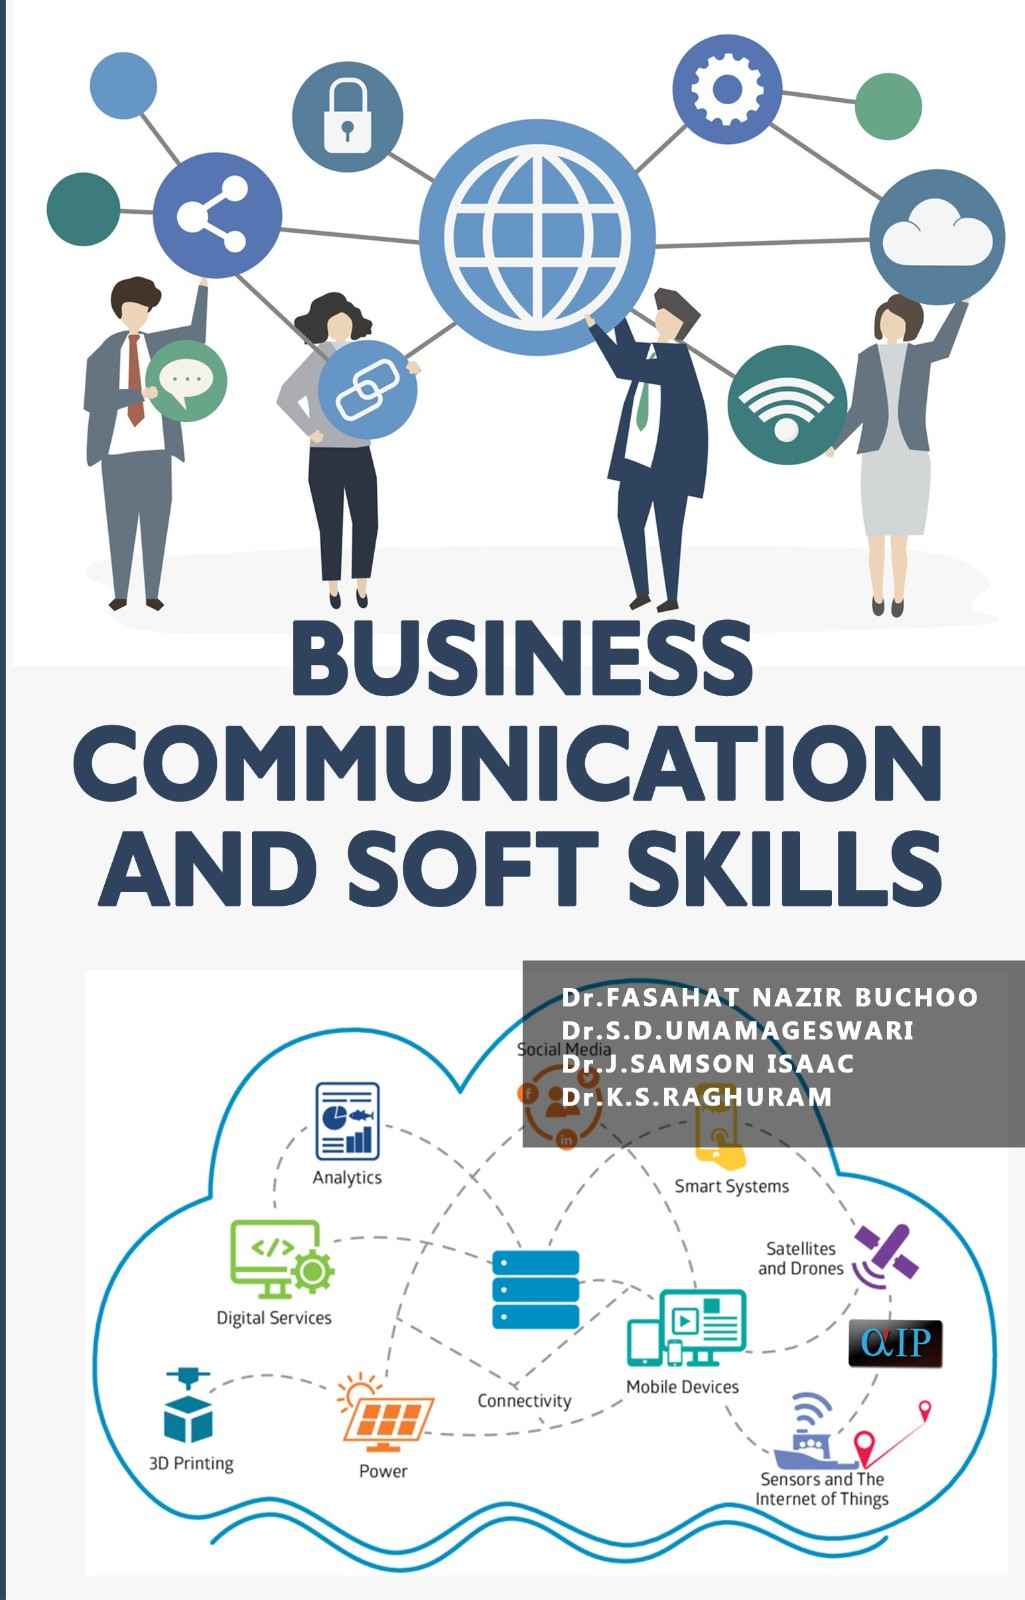 BUSINESS
COMMUNICATION
AND SOFT SKILLS
Dr.FASAHAT NAZIR BUCHOO
Dr.S.D.UMAMAGESWARI
Dr.J.SAMSON ISAAC
Dr.K.S.RAGHURAM
Social Media
f
in
Analytics
Smart Systems
</>
Digital Services
Satellites
and Drones
αIP
Mobile Devices
Connectivity
3D Printing
Power
Sensors and The
Internet of Things